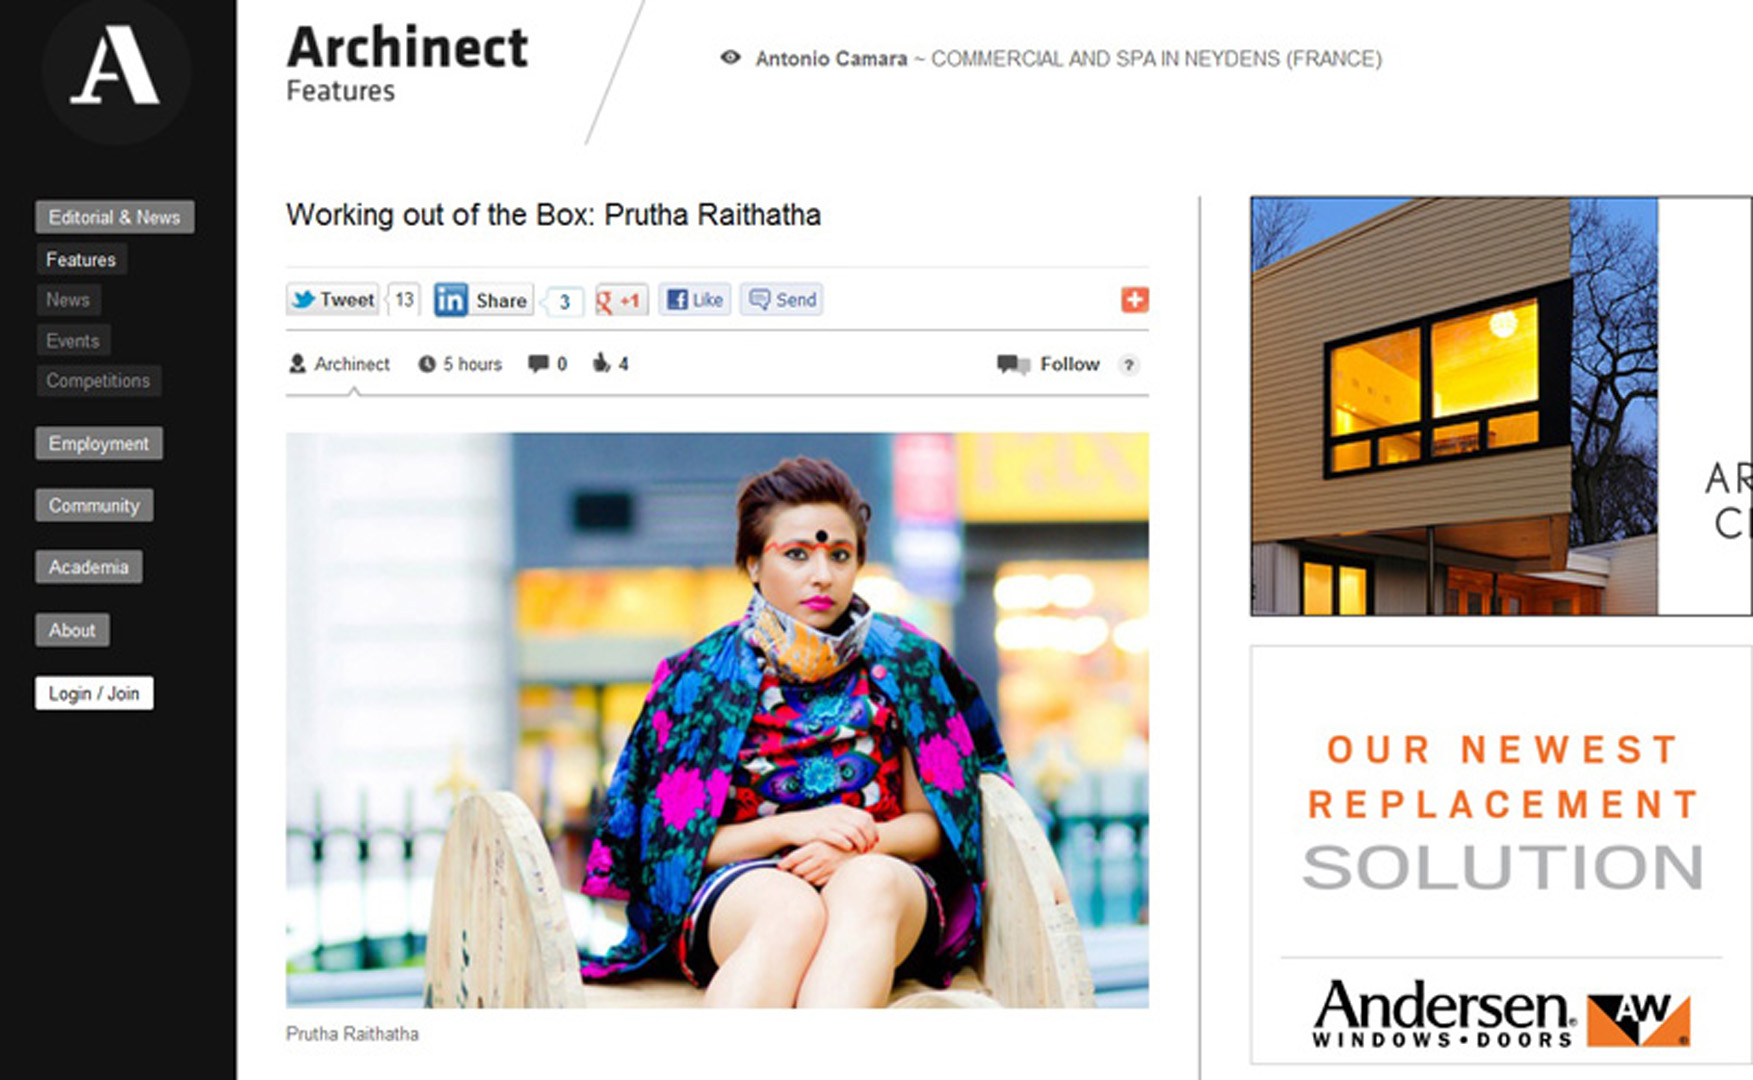 A
Archinect
Features
Antonio Camara ~ COMMERCIAL AND SPA IN NEYDENS (FRANCE)
Editorial & News
Features
News
Events
Competitions
Employment
Community
Academia
About
Login / Join
Working out of the Box: Prutha Raithatha
Tweet 13 in Share 3 +1 Like Send
Archinect 5 hours 0 4 Follow ?
Prutha Raithatha
AR
OUR NEWEST
REPLACEMENT
SOLUTION
Andersen® AW®
WINDOWS • DOORS